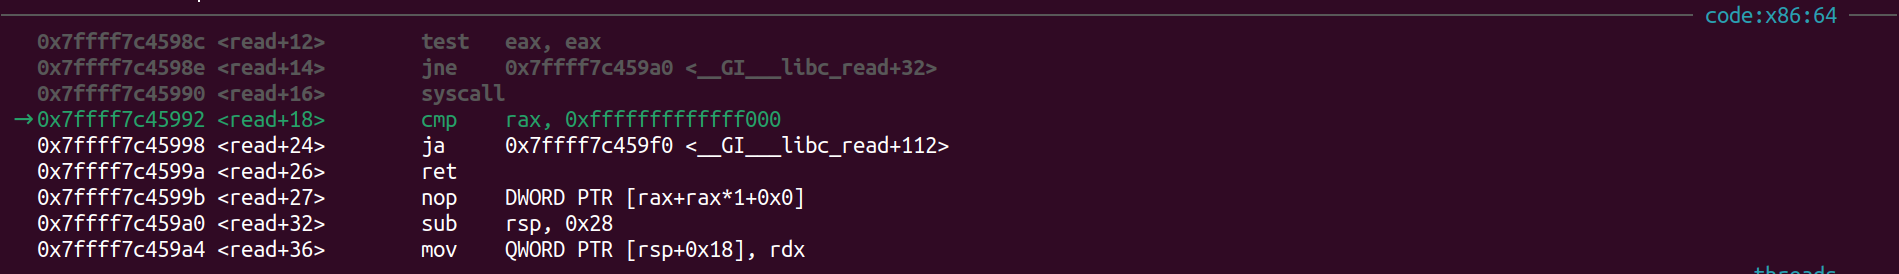 code:x86:64
0x7ffff7c4598c <read+12> test eax, eax
0x7ffff7c4598e <read+14> jne 0x7ffff7c459a0 <__GI___libc_read+32>
0x7ffff7c45990 <read+16> syscall
→0x7ffff7c45992 <read+18> cmp rax, 0xfffffffffffff000
0x7ffff7c45998 <read+24> ja 0x7ffff7c459f0 <__GI___libc_read+112>
0x7ffff7c4599a <read+26> ret
0x7ffff7c4599b <read+27> nop DWORD PTR [rax+rax*1+0x0]
0x7ffff7c459a0 <read+32> sub rsp, 0x28
0x7ffff7c459a4 <read+36> mov QWORD PTR [rsp+0x18], rdx
threads